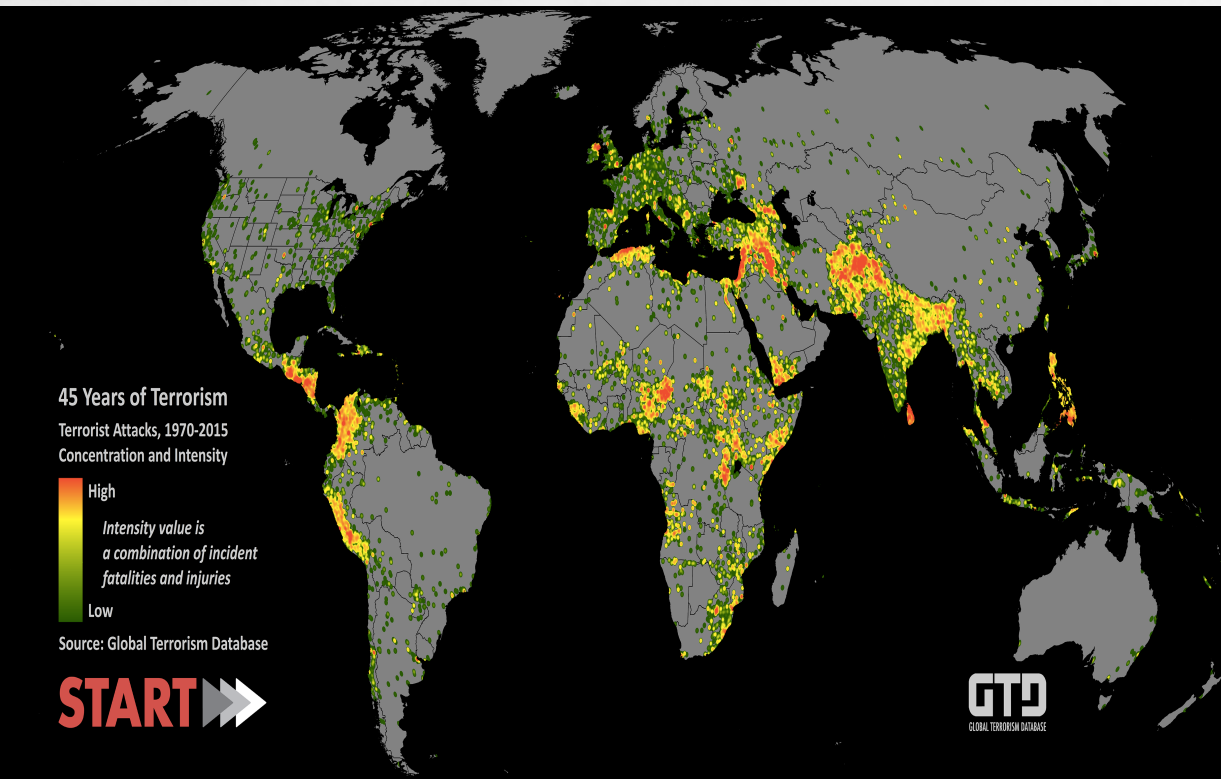 45 Years of Terrorism
Terrorist Attacks, 1970-2015
Concentration and Intensity
High
Intensity value is
a combination of incident
fatalities and injuries
Low
Source: Global Terrorism Database
START
GTD
GLOBAL TERRORISM DATABASE